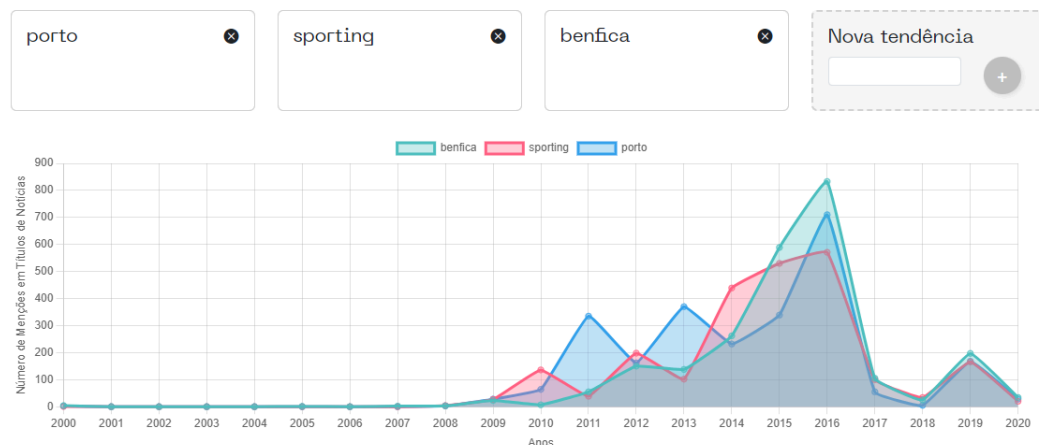 porto
sporting
benfica
Nova tendência
+
benfica sporting porto
Número de Menções em Títulos de Notícias
900
800
700
600
500
400
300
200
100
0
2000 2001 2002 2003 2004 2005 2006 2007 2008 2009 2010 2011 2012 2013 2014 2015 2016 2017 2018 2019 2020
Anos